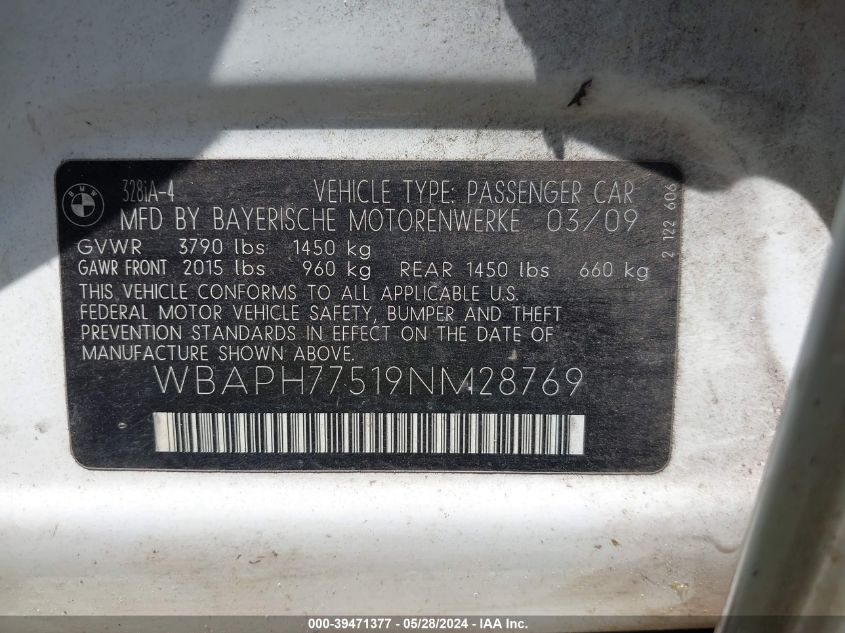 BMW
328iA-4 VEHICLE TYPE: PASSENGER CAR
MFD BY BAYERISCHE MOTORENWERKE 03/09
GVWR 3790 lbs 1450 kg
GAWR FRONT 2015 lbs 960 kg REAR 1450 lbs 660 kg
THIS VEHICLE CONFORMS TO ALL APPLICABLE U.S.
FEDERAL MOTOR VEHICLE SAFETY, BUMPER AND THEFT
PREVENTION STANDARDS IN EFFECT ON THE DATE OF
MANUFACTURE SHOWN ABOVE.
WBAPH77519NM28769
2 122 606
000-39471377 - 05/28/2024 - IAA Inc.